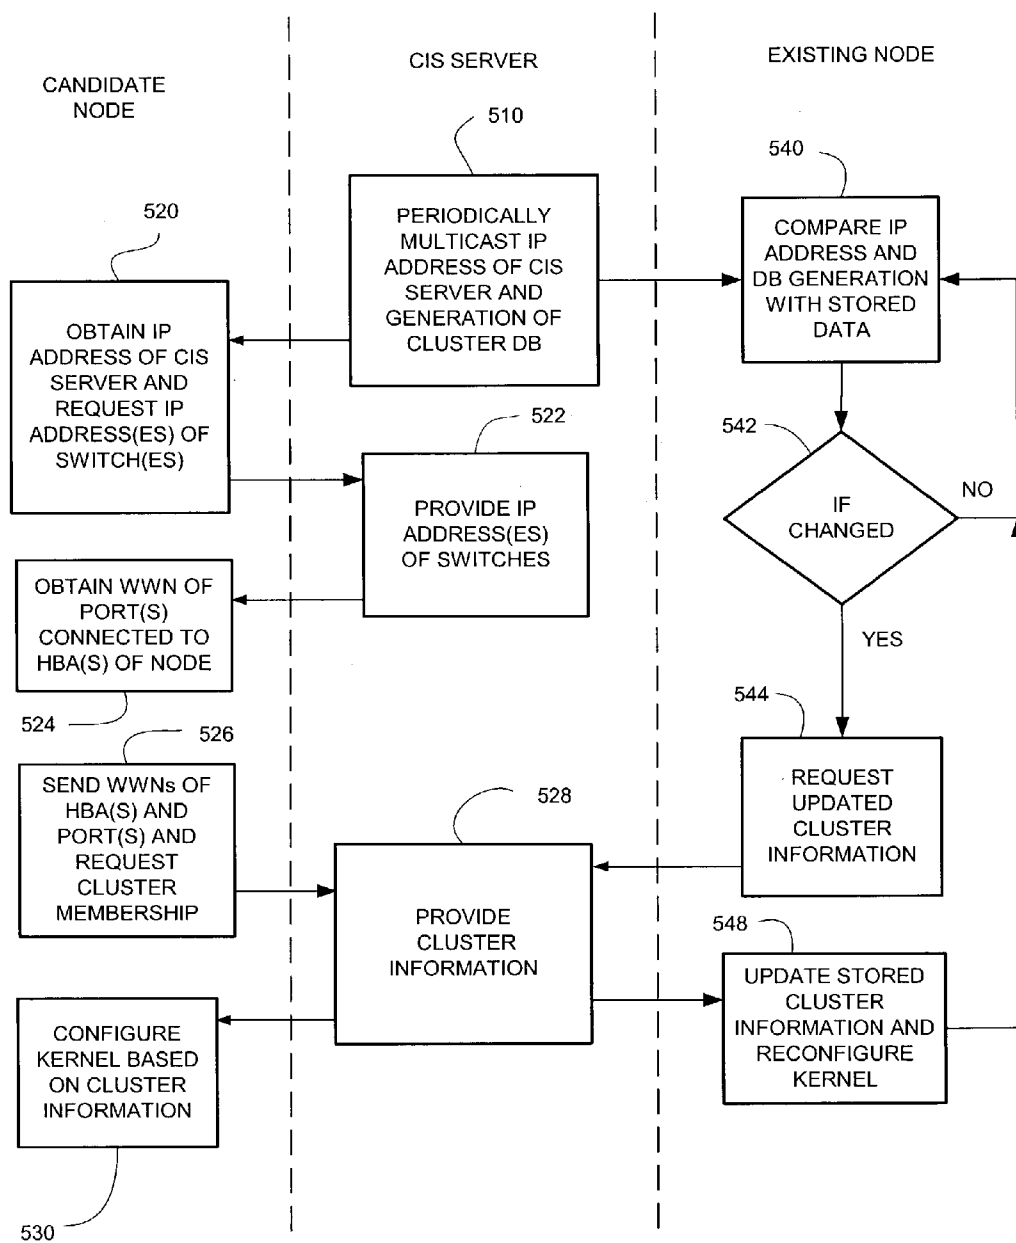 CANDIDATE
NODE
CIS SERVER
EXISTING NODE
510
PERIODICALLY
MULTICAST IP
ADDRESS OF CIS
SERVER AND
GENERATION OF
CLUSTER DB
540
COMPARE IP
ADDRESS AND
DB GENERATION
WITH STORED
DATA
520
OBTAIN IP
ADDRESS OF CIS
SERVER AND
REQUEST IP
ADDRESS(ES) OF
SWITCH(ES)
522
PROVIDE IP
ADDRESS(ES)
OF SWITCHES
542
IF
CHANGED
NO
YES
OBTAIN WWN OF
PORT(S)
CONNECTED TO
HBA(S) OF NODE
524
526
SEND WWNs OF
HBA(S) AND
PORT(S) AND
REQUEST
CLUSTER
MEMBERSHIP
544
REQUEST
UPDATED
CLUSTER
INFORMATION
528
PROVIDE
CLUSTER
INFORMATION
548
UPDATE STORED
CLUSTER
INFORMATION AND
RECONFIGURE
KERNEL
CONFIGURE
KERNEL BASED
ON CLUSTER
INFORMATION
530